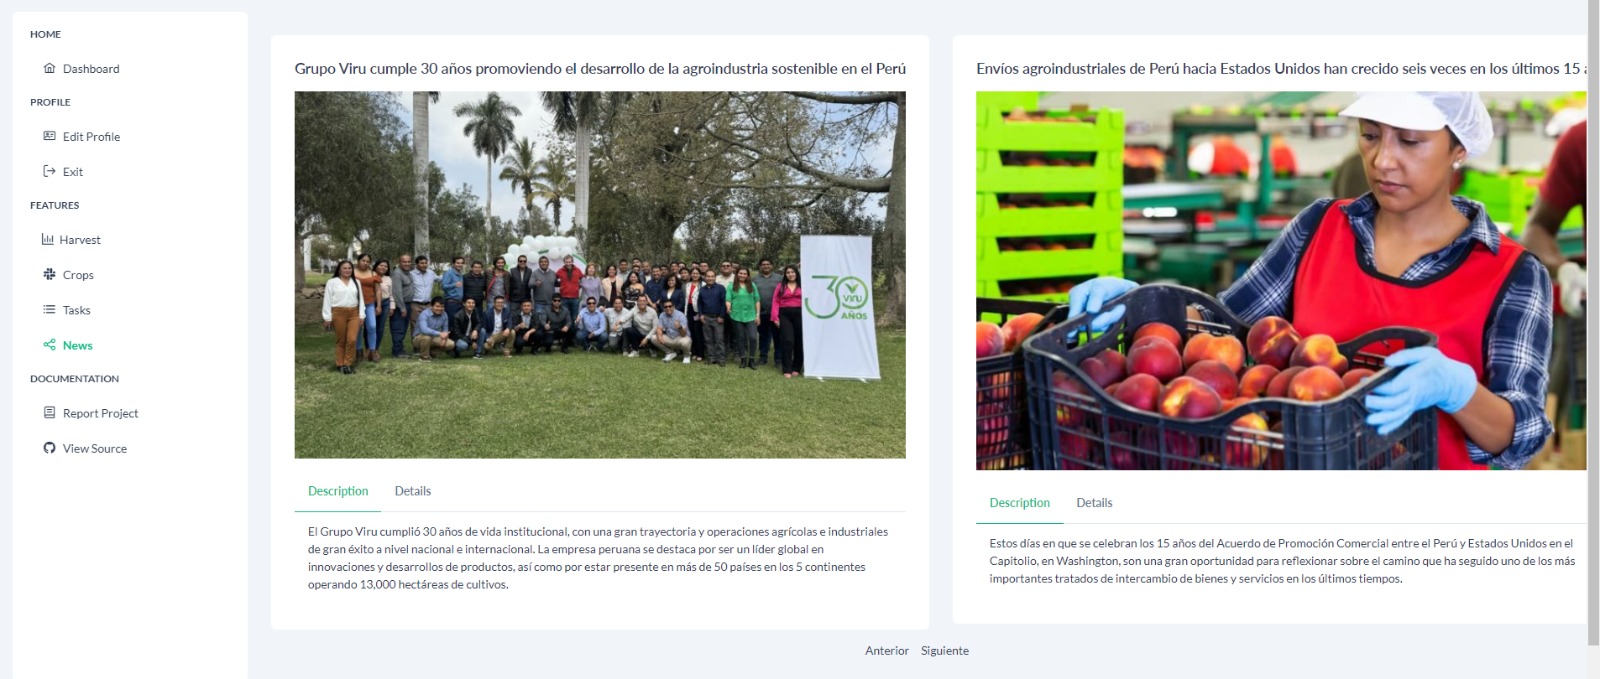 HOME
Dashboard
PROFILE
Edit Profile
Exit
FEATURES
Harvest
Crops
Tasks
News
DOCUMENTATION
Report Project
View Source
Grupo Viru cumple 30 años promoviendo el desarrollo de la agroindustria sostenible en el Perú
30
VIRU
AÑOS
Description Details
El Grupo Viru cumplió 30 años de vida institucional, con una gran trayectoria y operaciones agrícolas e industriales
de gran éxito a nivel nacional e internacional. La empresa peruana se destaca por ser un líder global en
innovaciones y desarrollos de productos, así como por estar presente en más de 50 países en los 5 continentes
operando 13,000 hectáreas de cultivos.
Envíos agroindustriales de Perú hacia Estados Unidos han crecido seis veces en los últimos 15
Description Details
Estos días en que se celebran los 15 años del Acuerdo de Promoción Comercial entre el Perú y Estados Unidos en el
Capitolio, en Washington, son una gran oportunidad para reflexionar sobre el camino que ha seguido uno de los más
importantes tratados de intercambio de bienes y servicios en los últimos tiempos.
Anterior Siguiente